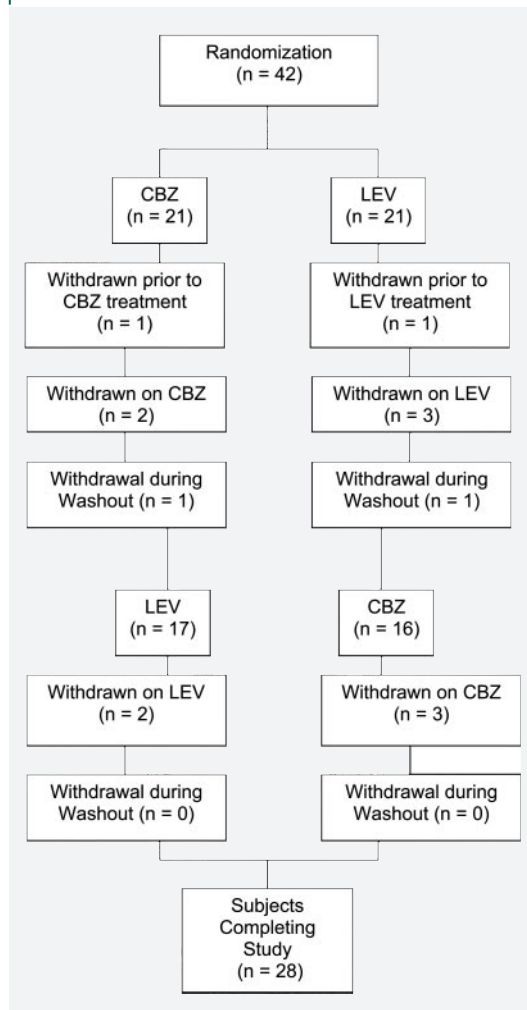 Randomization
(n = 42)
CBZ
(n = 21)
LEV
(n = 21)
Withdrawn prior to
CBZ treatment
(n = 1)
Withdrawn prior to
LEV treatment
(n = 1)
Withdrawn on CBZ
(n = 2)
Withdrawn on LEV
(n = 3)
Withdrawal during
Washout (n = 1)
Withdrawal during
Washout (n = 1)
LEV
(n = 17)
CBZ
(n = 16)
Withdrawn on LEV
(n = 2)
Withdrawn on CBZ
(n = 3)
Withdrawal during
Washout (n = 0)
Withdrawal during
Washout (n = 0)
Subjects
Completing
Study
(n = 28)